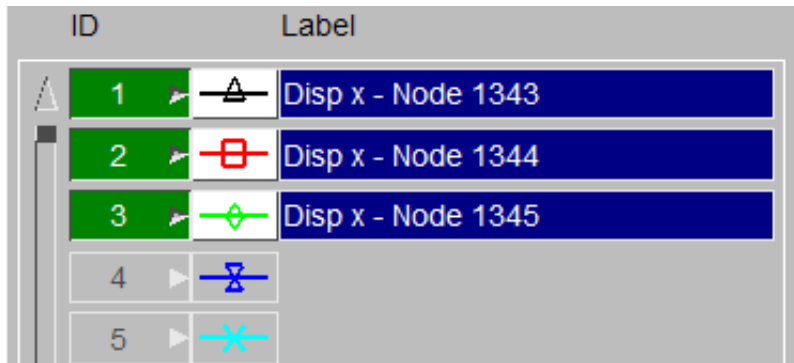 ID Label
1 Disp x - Node 1343
2 Disp x - Node 1344
3 Disp x - Node 1345
4
5